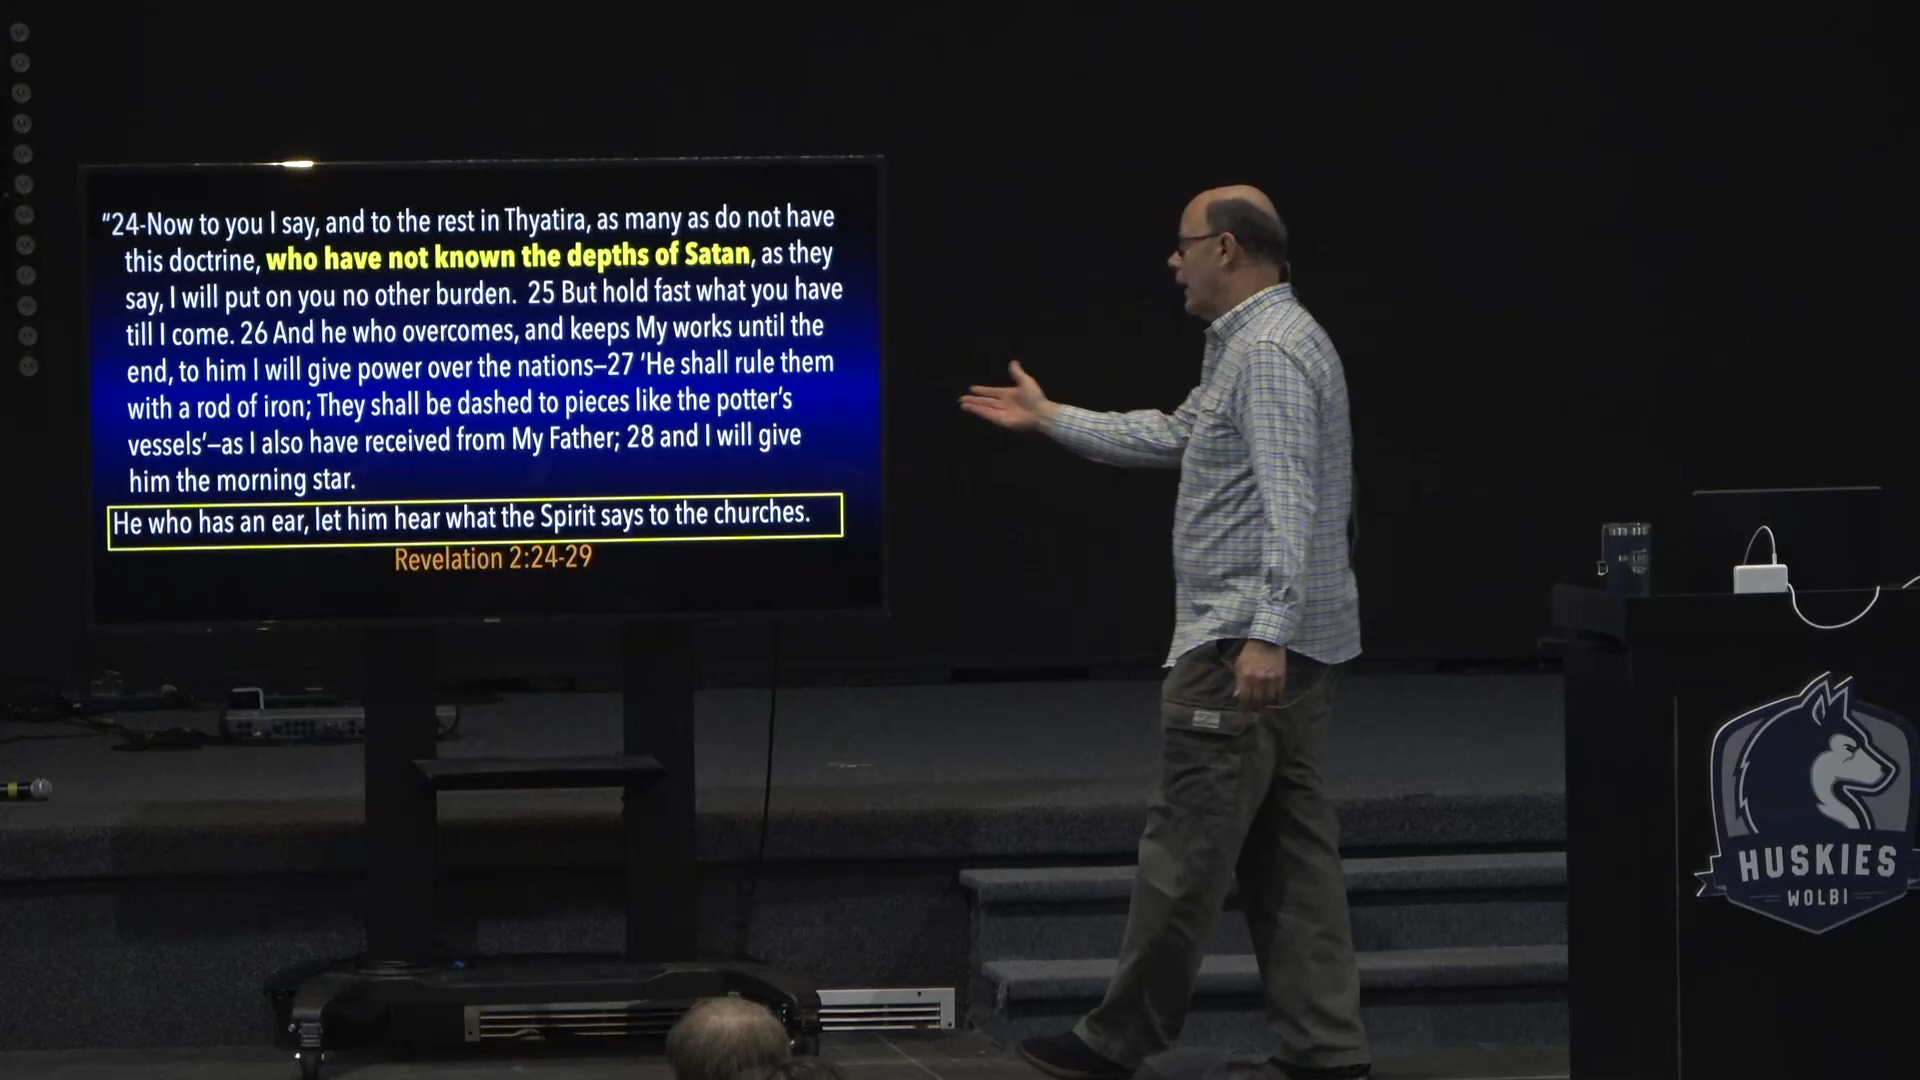 "24-Now to you I say, and to the rest in Thyatira, as many as do not have
this doctrine, who have not known the depths of Satan, as they
say, I will put on you no other burden. 25 But hold fast what you have
till I come. 26 And he who overcomes, and keeps My works until the
end, to him I will give power over the nations—27 'He shall rule them
with a rod of iron; They shall be dashed to pieces like the potter's
vessels'—as I also have received from My Father; 28 and I will give
him the morning star.
He who has an ear, let him hear what the Spirit says to the churches.
Revelation 2:24-29
HUSKIES
WOLBI